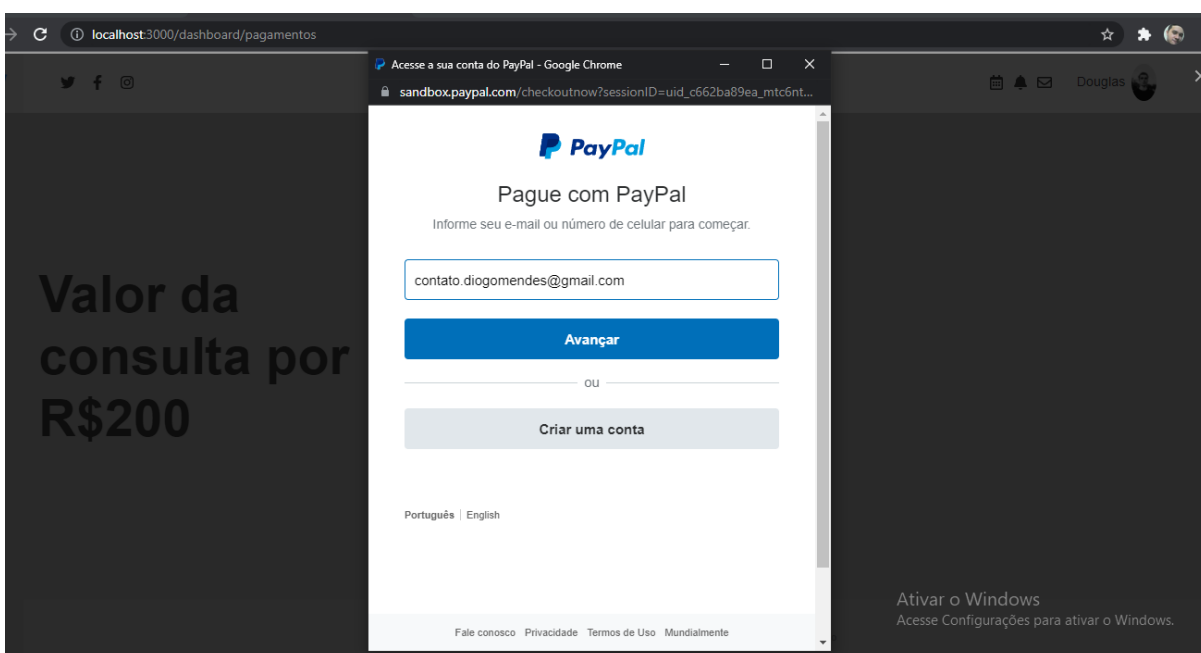 localhost:3000/dashboard/pagamentos
Acesse a sua conta do PayPal - Google Chrome
sandbox.paypal.com/checkoutnow?sessionID=uid_c662ba89ea_mtc6nt...
Douglas
PayPal
Pague com PayPal
Informe seu e-mail ou número de celular para começar.
contato.diogomendes@gmail.com
Avançar
ou
Criar uma conta
Português | English
Fale conosco Privacidade Termos de Uso Mundialmente
Valor da
consulta por
R$200
Ativar o Windows
Acesse Configurações para ativar o Windows.